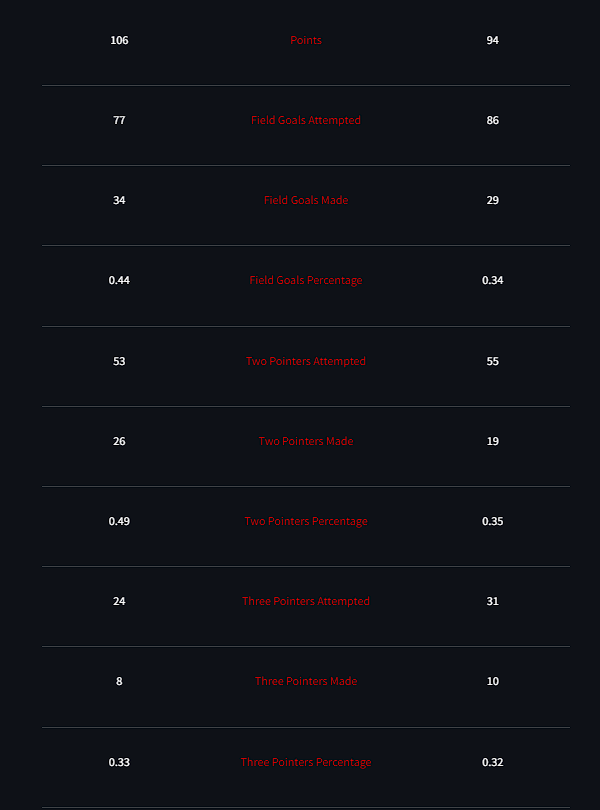 106 Points 94
77 Field Goals Attempted 86
34 Field Goals Made 29
0.44 Field Goals Percentage 0.34
53 Two Pointers Attempted 55
26 Two Pointers Made 19
0.49 Two Pointers Percentage 0.35
24 Three Pointers Attempted 31
8 Three Pointers Made 10
0.33 Three Pointers Percentage 0.32